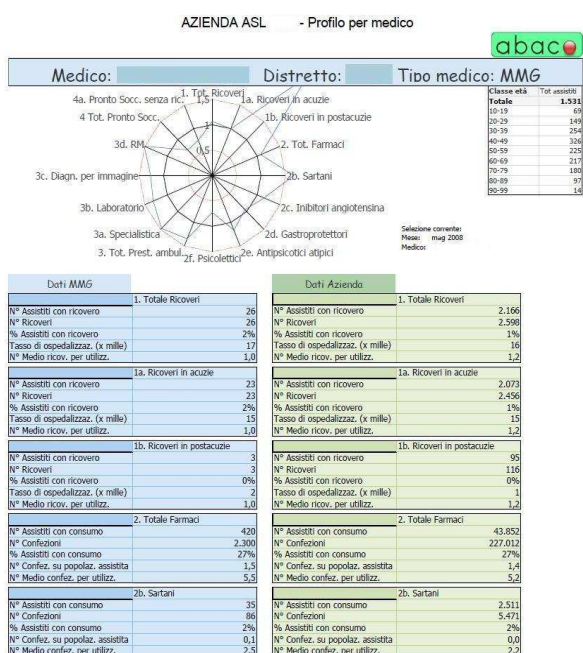 AZIENDA ASL - Profilo per medico
abaco
Medico: Distretto: Tipo medico: MMG
1. Tot. Ricoveri
1a. Ricoveri in acuzie
1b. Ricoveri in postacuzie
2. Tot. Farmaci
2b. Sartani
2c. Inibitori angiotensina
2d. Gastroprotettori
2e. Antipsicotici atipici
2f. Psicolettici
3. Tot. Prest. ambul.
3a. Specialistica
3b. Laboratorio
3c. Diagn. per immagine
3d. RM
4 Tot. Pronto Socc.
4a. Pronto Socc. senza ric.
1,5
1
0,5
Classe età Tot assistiti
Totale 1.531
10-19 69
20-29 149
30-39 254
40-49 326
50-59 225
60-69 217
70-79 180
80-89 97
90-99 14
Selezione corrente:
Mese: mag 2008
Medico:
Dati MMG
1. Totale Ricoveri
N° Assistiti con ricovero 26
N° Ricoveri 26
% Assistiti con ricovero 2%
Tasso di ospedalizzaz. (x mille) 17
N° Medio ricov. per utilizz. 1,0
1a. Ricoveri in acuzie
N° Assistiti con ricovero 23
N° Ricoveri 23
% Assistiti con ricovero 2%
Tasso di ospedalizzaz. (x mille) 15
N° Medio ricov. per utilizz. 1,0
1b. Ricoveri in postacuzie
N° Assistiti con ricovero 3
N° Ricoveri 3
% Assistiti con ricovero 0%
Tasso di ospedalizzaz. (x mille) 2
N° Medio ricov. per utilizz. 1,0
2. Totale Farmaci
N° Assistiti con consumo 420
N° Confezioni 2.300
% Assistiti con consumo 27%
N° Confez. su popolaz. assistita 1,5
N° Medio confez. per utilizz. 5,5
2b. Sartani
N° Assistiti con consumo 35
N° Confezioni 86
% Assistiti con consumo 2%
N° Confez. su popolaz. assistita 0,1
N° Medio confez. per utilizz. 2,5
Dati Azienda
1. Totale Ricoveri
N° Assistiti con ricovero 2.166
N° Ricoveri 2.598
% Assistiti con ricovero 1%
Tasso di ospedalizzaz. (x mille) 16
N° Medio ricov. per utilizz. 1,2
1a. Ricoveri in acuzie
N° Assistiti con ricovero 2.073
N° Ricoveri 2.456
% Assistiti con ricovero 1%
Tasso di ospedalizzaz. (x mille) 15
N° Medio ricov. per utilizz. 1,2
1b. Ricoveri in postacuzie
N° Assistiti con ricovero 95
N° Ricoveri 116
% Assistiti con ricovero 0%
Tasso di ospedalizzaz. (x mille) 1
N° Medio ricov. per utilizz. 1,2
2. Totale Farmaci
N° Assistiti con consumo 43.852
N° Confezioni 227.012
% Assistiti con consumo 27%
N° Confez. su popolaz. assistita 1,4
N° Medio confez. per utilizz. 5,2
2b. Sartani
N° Assistiti con consumo 2.511
N° Confezioni 5.471
% Assistiti con consumo 2%
N° Confez. su popolaz. assistita 0,0
N° Medio confez. per utilizz. 2,2